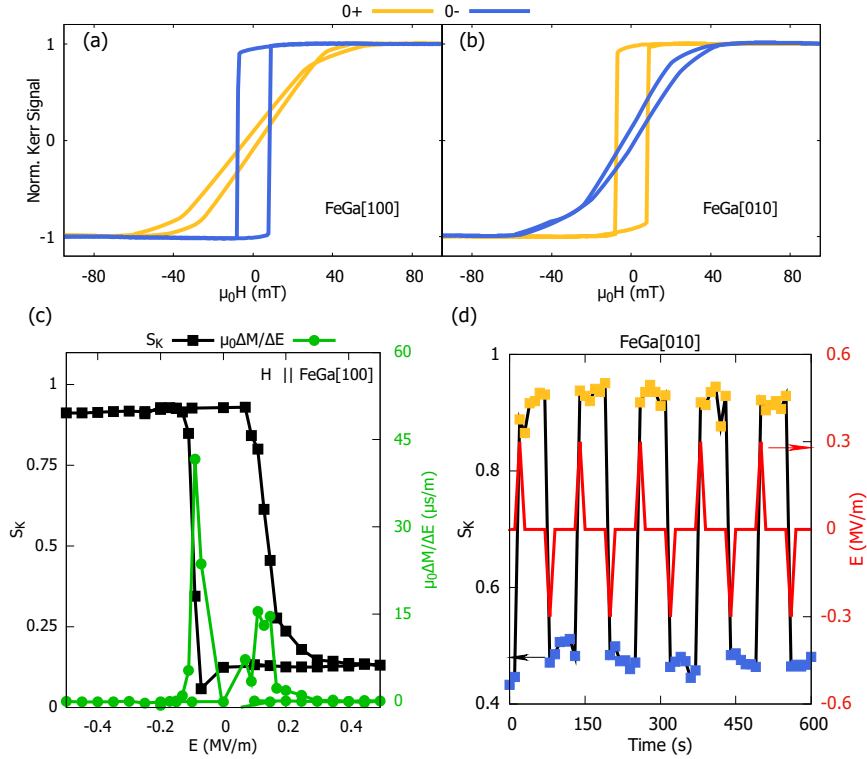 0+ 0-
(a) (b)
1
0
-1
Norm. Kerr Signal
FeGa[100] FeGa[010]
-80 -40 0 40 80 -80 -40 0 40 80
μ₀H (mT) μ₀H (mT)
(c) (d)
S_K μ₀ΔM/ΔE
H || FeGa[100]
1
0.75
0.5
0.25
0
S_K
60
45
30
15
0
μ₀ΔM/ΔE (μs/m)
-0.4 -0.2 0 0.2 0.4
E (MV/m)
FeGa[010]
1
0.8
0.6
0.4
S_K
0.6
0.3
0
-0.3
-0.6
E (MV/m)
0 150 300 450 600
Time (s)